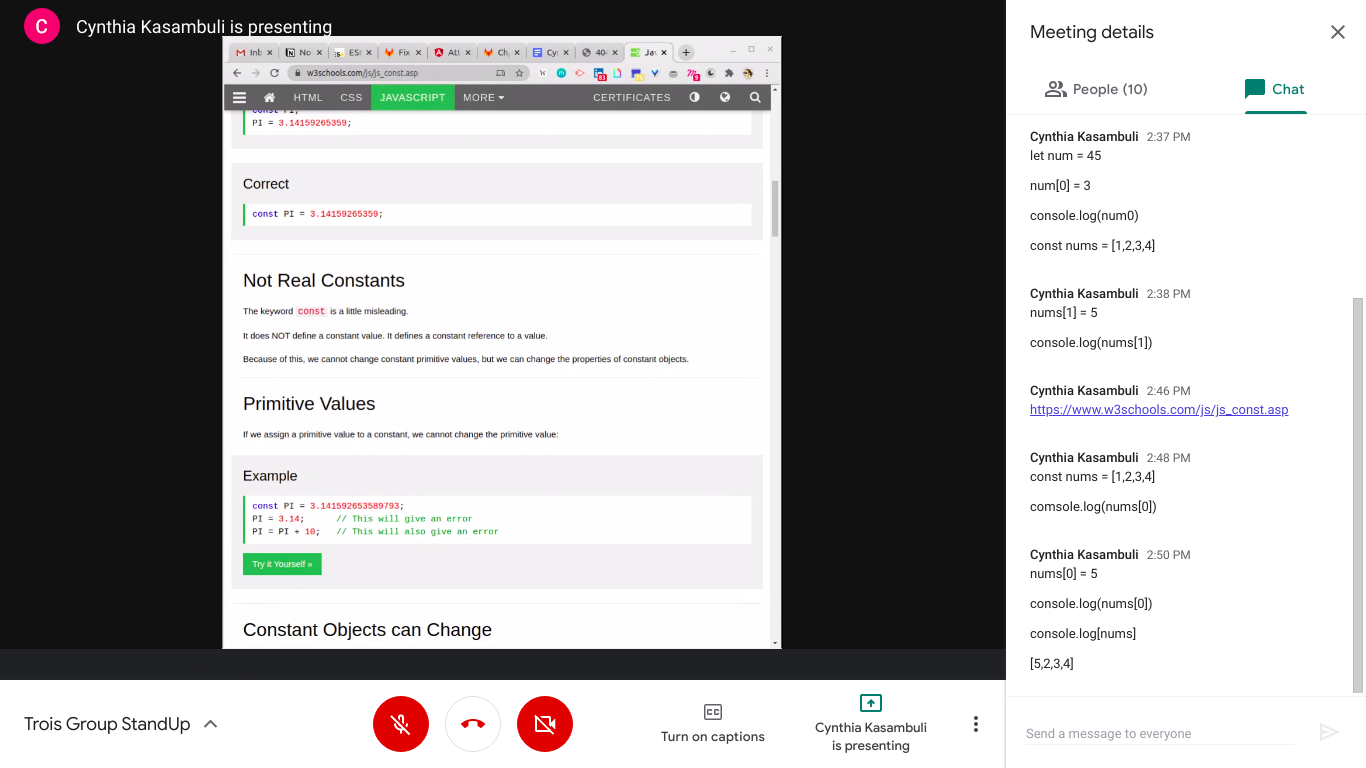 C Cynthia Kasambuli is presenting
Inb No ESC Fix Atl Ch Cy 404 Jav
w3schools.com/js/js_const.asp
HTML CSS JAVASCRIPT MORE CERTIFICATES
const PI;
PI = 3.14159265359;
Correct
const PI = 3.14159265359;
Not Real Constants
The keyword const is a little misleading.
It does NOT define a constant value. It defines a constant reference to a value.
Because of this, we cannot change constant primitive values, but we can change the properties of constant objects.
Primitive Values
If we assign a primitive value to a constant, we cannot change the primitive value:
Example
const PI = 3.141592653589793;
PI = 3.14; // This will give an error
PI = PI + 10; // This will also give an error
Try it Yourself »
Constant Objects can Change
Trois Group StandUp
CC
Turn on captions
Cynthia Kasambuli
is presenting
Meeting details
People (10)
Chat
Cynthia Kasambuli 2:37 PM
let num = 45
num[0] = 3
console.log(num0)
const nums = [1,2,3,4]
Cynthia Kasambuli 2:38 PM
nums[1] = 5
console.log(nums[1])
Cynthia Kasambuli 2:46 PM
https://www.w3schools.com/js/js_const.asp
Cynthia Kasambuli 2:48 PM
const nums = [1,2,3,4]
comsole.log(nums[0])
Cynthia Kasambuli 2:50 PM
nums[0] = 5
console.log(nums[0])
console.log[nums]
[5,2,3,4]
Send a message to everyone